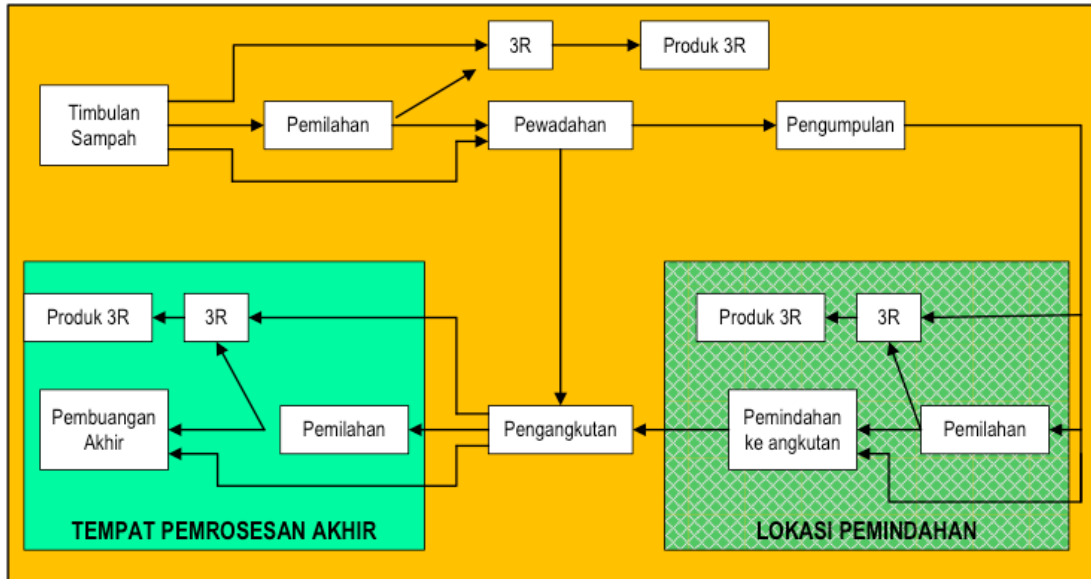 3R
Produk 3R
Timbulan
Sampah
Pemilahan
Pewadahan
Pengumpulan
Produk 3R
3R
Pembuangan
Akhir
Pemilahan
TEMPAT PEMROSESAN AKHIR
Pengangkutan
Produk 3R
3R
Pemindahan
ke angkutan
Pemilahan
LOKASI PEMINDAHAN